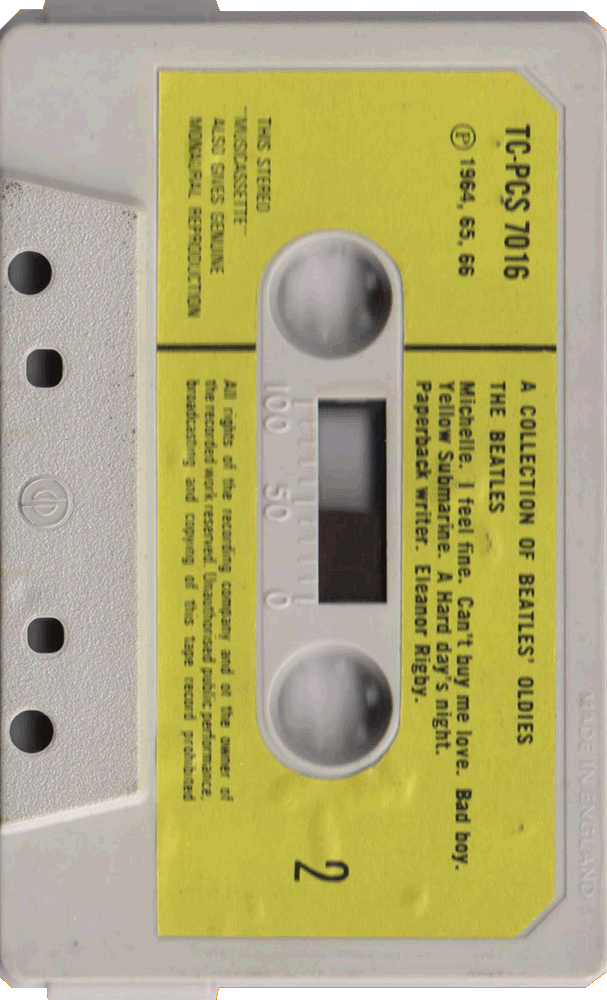 TC-PCS 7016
Ⓟ 1964, 65, 66
THIS STEREO
"MUSICASSETTE"
ALSO GIVES GENUINE
MONAURAL REPRODUCTION
A COLLECTION OF BEATLES' OLDIES
THE BEATLES
Michelle. I feel fine. Can't buy me love. Bad boy.
Yellow Submarine. A Hard day's night.
Paperback writer. Eleanor Rigby.
100 50 0
All rights of the recording company and of the owner of
the recorded work reserved. Unauthorised public performance,
broadcasting and copying of this tape record prohibited
2
MADE IN ENGLAND